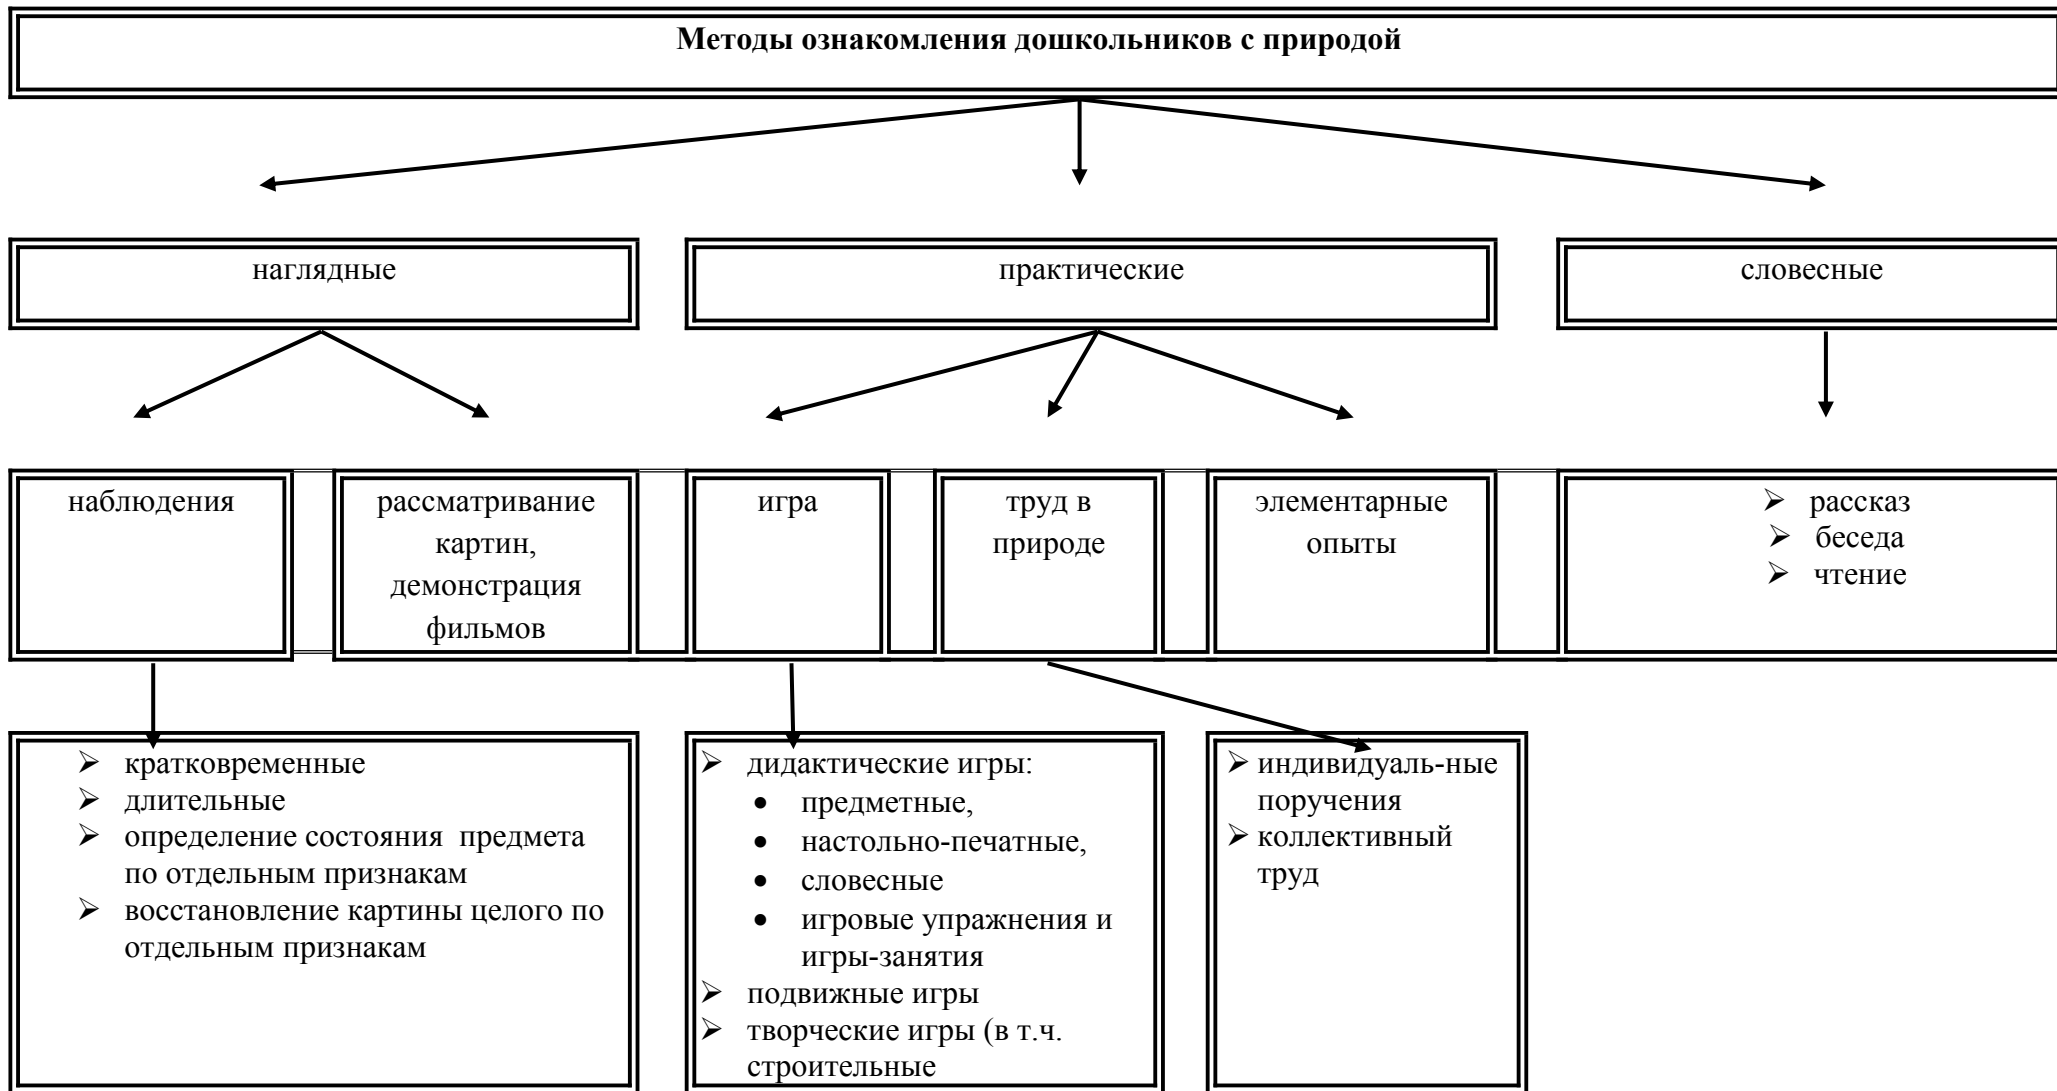 Методы ознакомления дошкольников с природой
наглядные
практические
словесные
наблюдения
рассматривание
картин,
демонстрация
фильмов
игра
труд в
природе
элементарные
опыты
➢ рассказ
➢ беседа
➢ чтение
➢ кратковременные
➢ длительные
➢ определение состояния предмета
по отдельным признакам
➢ восстановление картины целого по
отдельным признакам
➢ дидактические игры:
• предметные,
• настольно-печатные,
• словесные
• игровые упражнения и
игры-занятия
➢ подвижные игры
➢ творческие игры (в т.ч.
строительные
➢ индивидуаль-ные
поручения
➢ коллективный
труд